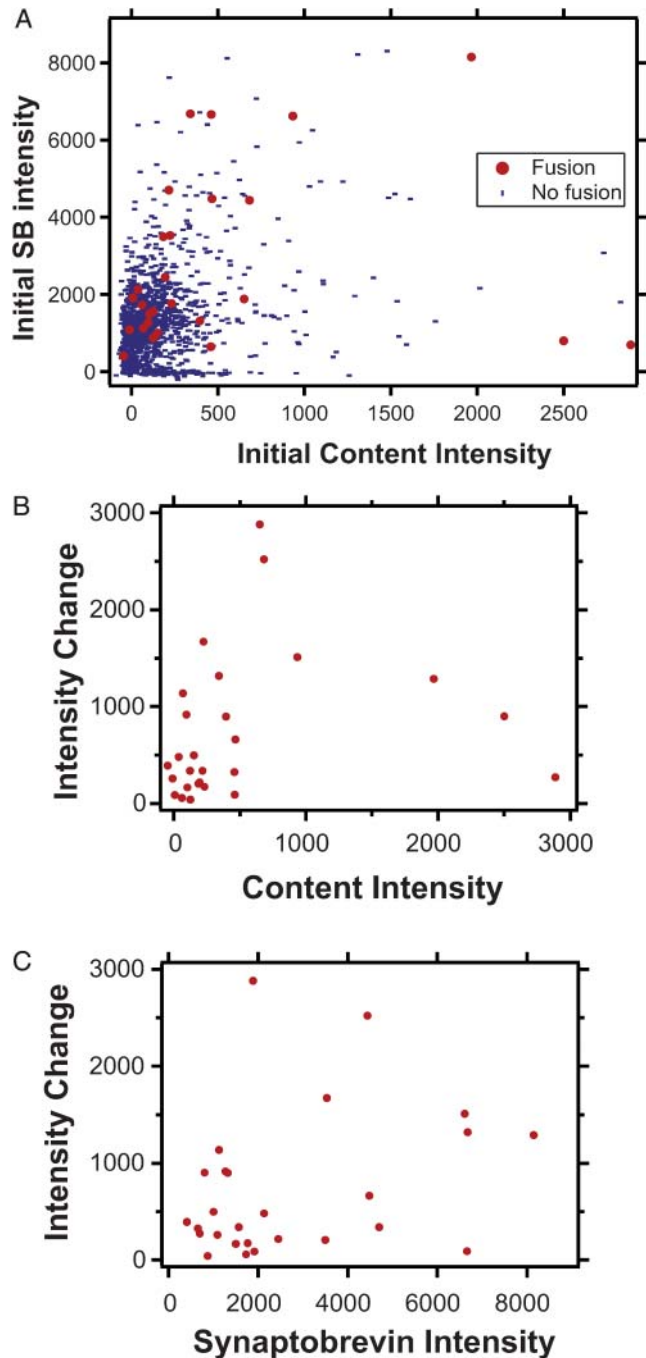 A
Initial SB intensity
8000
6000
4000
2000
0
Fusion
No fusion
0 500 1000 1500 2000 2500
Initial Content Intensity
B
Intensity Change
3000
2000
1000
0
0 1000 2000 3000
Content Intensity
C
Intensity Change
3000
2000
1000
0
0 2000 4000 6000 8000
Synaptobrevin Intensity